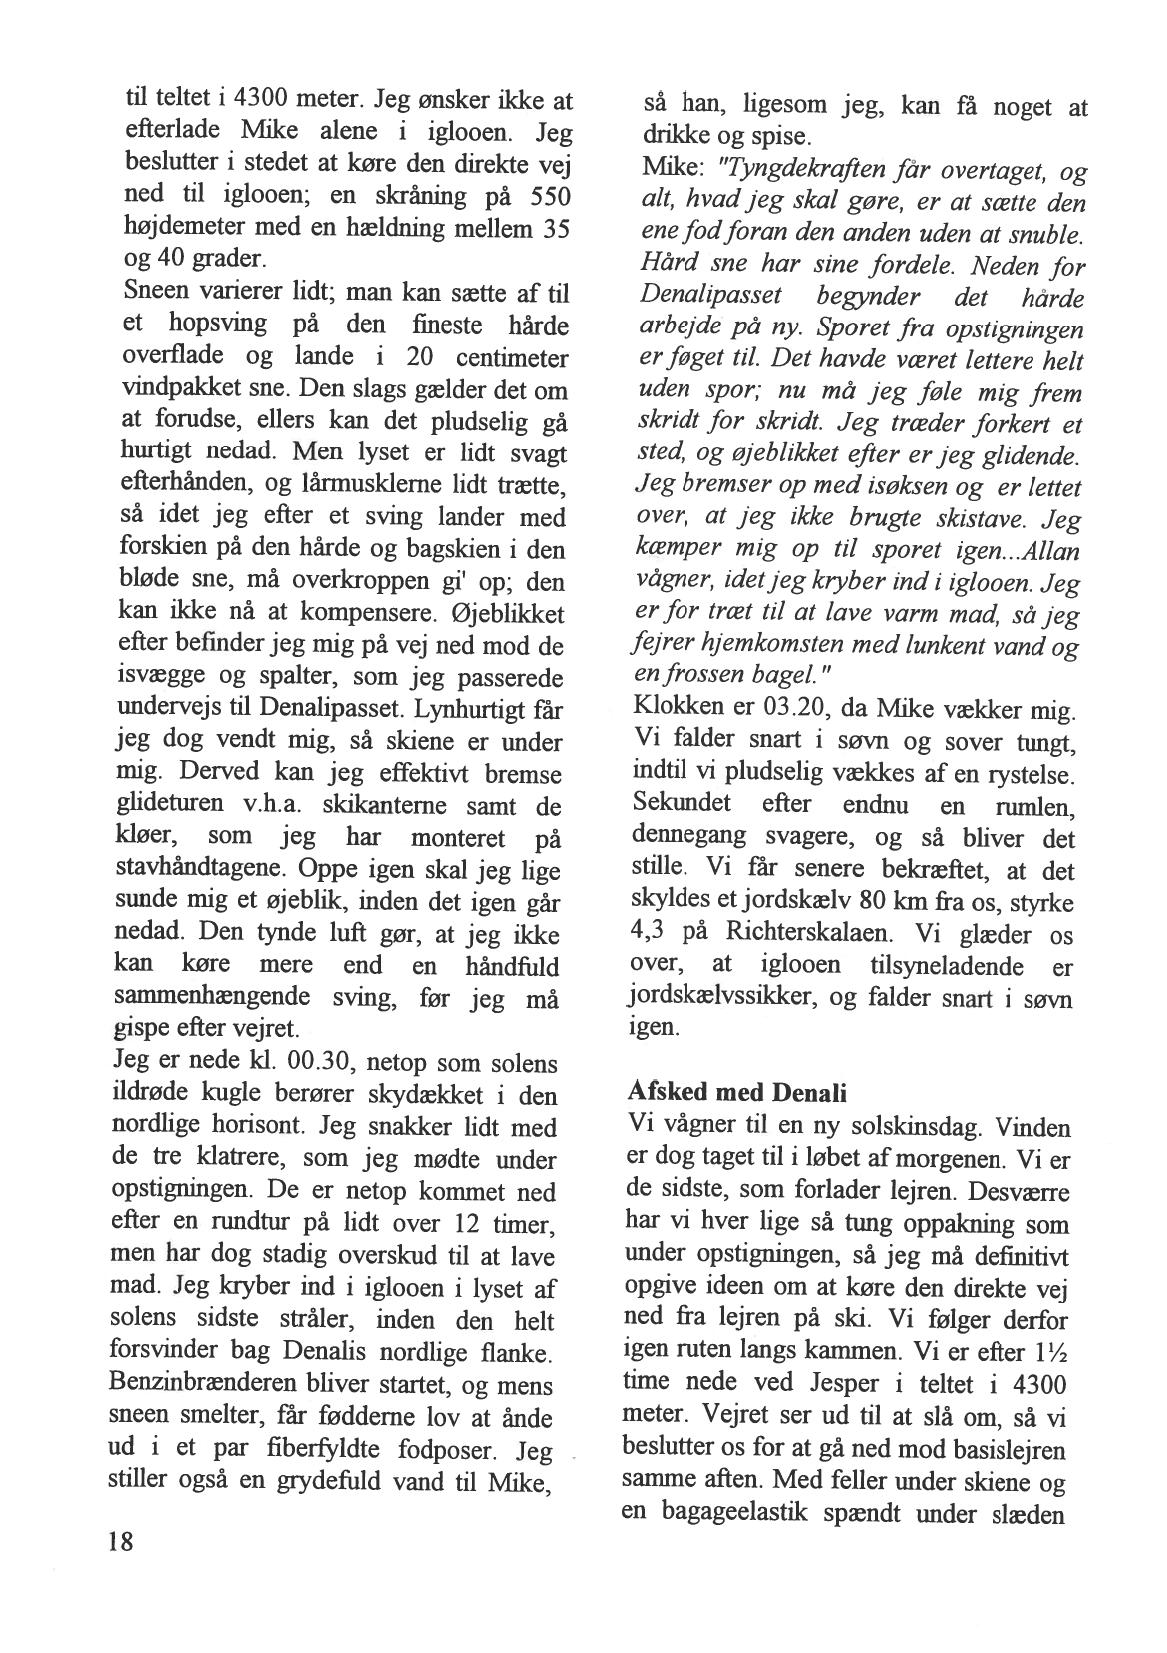 til teltet i 4300 meter. Jeg ønsker ikke at
efterlade Mike alene i iglooen. Jeg
beslutter i stedet at køre den direkte vej
ned til iglooen; en skråning på 550
højdemeter med en hældning mellem 35
og 40 grader.
Sneen varierer lidt; man kan sætte af til
et hopsving på den fineste hårde
overflade og lande i 20 centimeter
vindpakket sne. Den slags gælder det om
at forudse, ellers kan det pludselig gå
hurtigt nedad. Men lyset er lidt svagt
efterhånden, og lårmusklerne lidt trætte,
så idet jeg efter et sving lander med
forskien på den hårde og bagskien i den
bløde sne, må overkroppen gi' op; den
kan ikke nå at kompensere. Øjeblikket
efter befinder jeg mig på vej ned mod de
isvægge og spalter, som jeg passerede
undervejs til Denalipasset. Lynhurtigt får
jeg dog vendt mig, så skiene er under
mig. Derved kan jeg effektivt bremse
glideturen v.h.a. skikanterne samt de
kløer, som jeg har monteret på
stavhåndtagene. Oppe igen skal jeg lige
sunde mig et øjeblik, inden det igen går
nedad. Den tynde luft gør, at jeg ikke
kan køre mere end en håndfuld
sammenhængende sving, før jeg må
gispe efter vejret.
Jeg er nede kl. 00.30, netop som solens
ildrøde kugle berører skydækket i den
nordlige horisont. Jeg snakker lidt med
de tre klatrere, som jeg mødte under
opstigningen. De er netop kommet ned
efter en rundtur på lidt over 12 timer,
men har dog stadig overskud til at lave
mad. Jeg kryber ind i iglooen i lyset af
solens sidste stråler, inden den helt
forsvinder bag Denalis nordlige flanke.
Benzinbrænderen bliver startet, og mens
sneen smelter, får fødderne lov at ånde
ud i et par fiberfyldte fodposer. Jeg
stiller også en grydefuld vand til Mike,
18
så han, ligesom jeg, kan få noget at
drikke og spise.
Mike: "Tyngdekraften får overtaget, og
alt, hvad jeg skal gøre, er at sætte den
ene fod foran den anden uden at snuble.
Hård sne har sine fordele. Neden for
Denalipasset begynder det hårde
arbejde på ny. Sporet fra opstigningen
er føget til. Det havde været lettere helt
uden spor; nu må jeg føle mig frem
skridt for skridt. Jeg træder forkert et
sted, og øjeblikket efter er jeg glidende.
Jeg bremser op med isøksen og er lettet
over, at jeg ikke brugte skistave. Jeg
kæmper mig op til sporet igen...Allan
vågner, idet jeg kryber ind i iglooen. Jeg
er for træt til at lave varm mad, så jeg
fejrer hjemkomsten med lunkent vand og
en frossen bagel."
Klokken er 03.20, da Mike vækker mig.
Vi falder snart i søvn og sover tungt,
indtil vi pludselig vækkes af en rystelse.
Sekundet efter endnu en rumlen,
dennegang svagere, og så bliver det
stille. Vi får senere bekræftet, at det
skyldes et jordskælv 80 km fra os, styrke
4,3 på Richterskalaen. Vi glæder os
over, at iglooen tilsyneladende er
jordskælvssikker, og falder snart i søvn
igen.
Afsked med Denali
Vi vågner til en ny solskinsdag. Vinden
er dog taget til i løbet af morgenen. Vi er
de sidste, som forlader lejren. Desværre
har vi hver lige så tung oppakning som
under opstigningen, så jeg må definitivt
opgive ideen om at køre den direkte vej
ned fra lejren på ski. Vi følger derfor
igen ruten langs kammen. Vi er efter 1½
time nede ved Jesper i teltet i 4300
meter. Vejret ser ud til at slå om, så vi
beslutter os for at gå ned mod basislejren
samme aften. Med feller under skiene og
en bagageelastik spændt under slæden